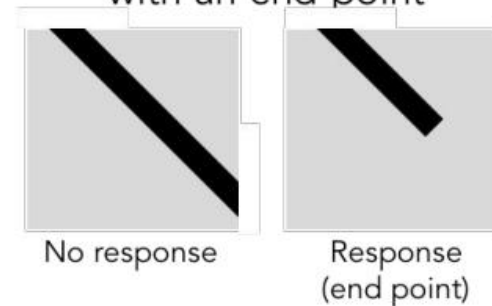 with an end point
No response
Response
(end point)